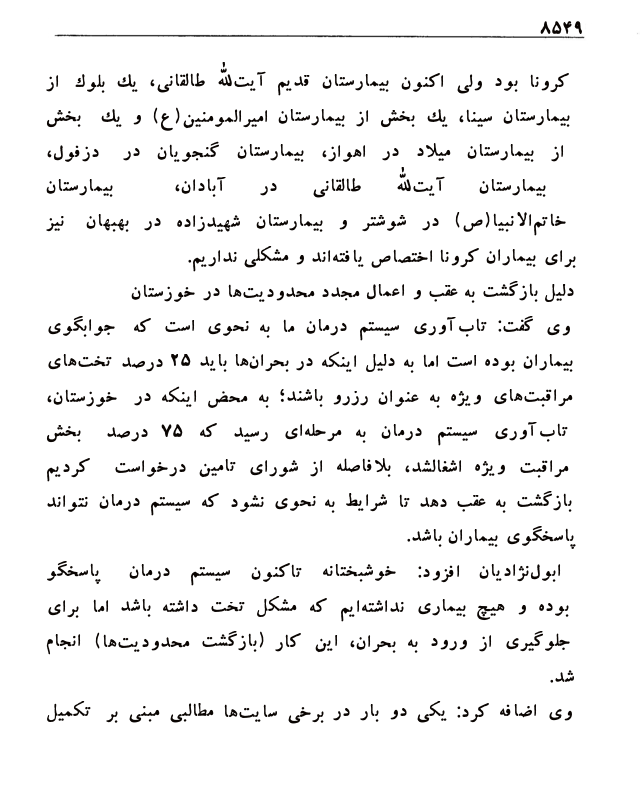 ۸۵۴۹
کرونا بود ولی اکنون بیمارستان قدیم آیت‌الله طالقانی، یك بلوك از
بیمارستان سینا، یك بخش از بیمارستان امیرالمومنین(ع) و یك بخش
از بیمارستان میلاد در اهواز، بیمارستان گنجویان در دزفول،
بیمارستان آیت‌الله طالقانی در آبادان، بیمارستان
خاتم‌الانبیا(ص) در شوشتر و بیمارستان شهیدزاده در بهبهان نیز
برای بیماران کرونا اختصاص یافته‌اند و مشکلی نداریم.
دلیل بازگشت به عقب و اعمال مجدد محدودیت‌ها در خوزستان
وی گفت: تاب‌آوری سیستم درمان ما به نحوی است که جوابگوی
بیماران بوده است اما به دلیل اینکه در بحران‌ها باید ۲۵ درصد تخت‌های
مراقبت‌های ویژه به عنوان رزرو باشند؛ به محض اینکه در خوزستان،
تاب‌آوری سیستم درمان به مرحله‌ای رسید که ۷۵ درصد بخش
مراقبت ویژه اشغالشد، بلافاصله از شورای تامین درخواست کردیم
بازگشت به عقب دهد تا شرایط به نحوی نشود که سیستم درمان نتواند
پاسخگوی بیماران باشد.
ابول‌نژادیان افزود: خوشبختانه تاکنون سیستم درمان پاسخگو
بوده و هیچ بیماری نداشته‌ایم که مشکل تخت داشته باشد اما برای
جلوگیری از ورود به بحران، این کار (بازگشت محدودیت‌ها) انجام
شد.
وی اضافه کرد: یکی دو بار در برخی سایت‌ها مطالبی مبنی بر تکمیل